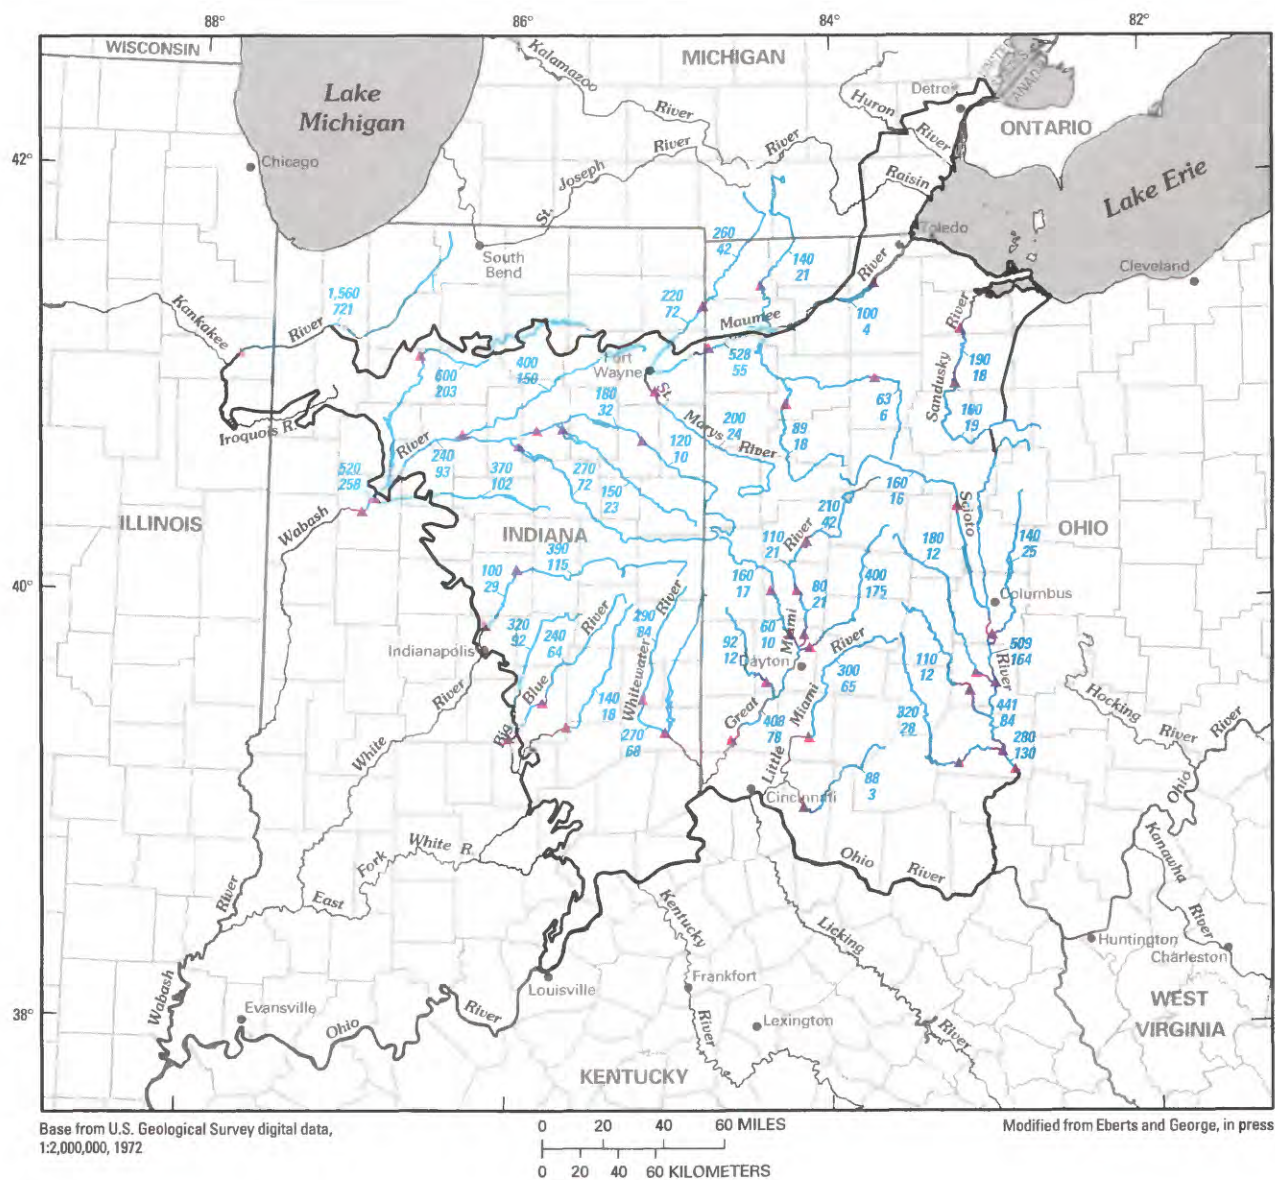 88°
86°
84°
82°
WISCONSIN
MICHIGAN
Kalamazoo
River
Lake
Michigan
Detro
Huron
River
ONTARIO
42°
Chicago
St.
Joseph
River
River
Raisin
Lake Erie
South
Bend
Toledo
Cleveland
260
42
140
21
1,560
721
220
72
Kankakee
River
Maumee
River
100
4
Sandusky
River
Fort
Wayne
400
150
600
203
528
55
190
18
St.
Marys
River
180
32
200
24
63
6
89
18
160
19
Iroquois R.
River
240
93
370
102
270
72
120
10
150
23
520
258
160
16
210
42
Scioto
River
ILLINOIS
Wabash
INDIANA
OHIO
390
115
110
21
River
180
12
140
25
40°
100
29
160
17
80
21
400
175
Columbus
320
92
240
64
River
290
84
River
60
10
Miami
River
92
12
Dayton
509
164
Indianapolis
Big
Blue
140
18
Whitewater
270
68
Great
408
78
Little
Miami
300
65
110
12
320
28
441
84
280
130
Hocking
River
River
Ohio
White
River
88
3
Cincinnati
Kanawha
River
East
Fork
White R.
Ohio
River
River
Kentucky
River
Licking
River
Huntington
Charleston
Frankfort
Wabash
Louisville
WEST
VIRGINIA
38°
Evansville
Ohio
River
Lexington
KENTUCKY
Base from U.S. Geological Survey digital data,
1:2,000,000, 1972
0 20 40 60 MILES
0 20 40 60 KILOMETERS
Modified from Eberts and George, in press